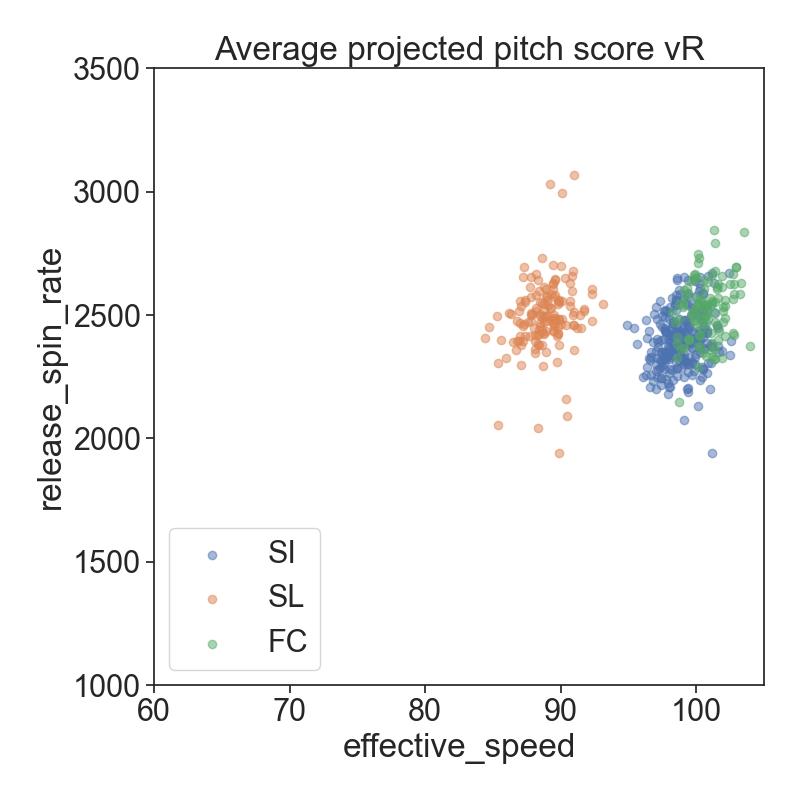 Average projected pitch score vR
3500
3000
2500
2000
1500
1000
release_spin_rate
SI
SL
FC
60 70 80 90 100
effective_speed